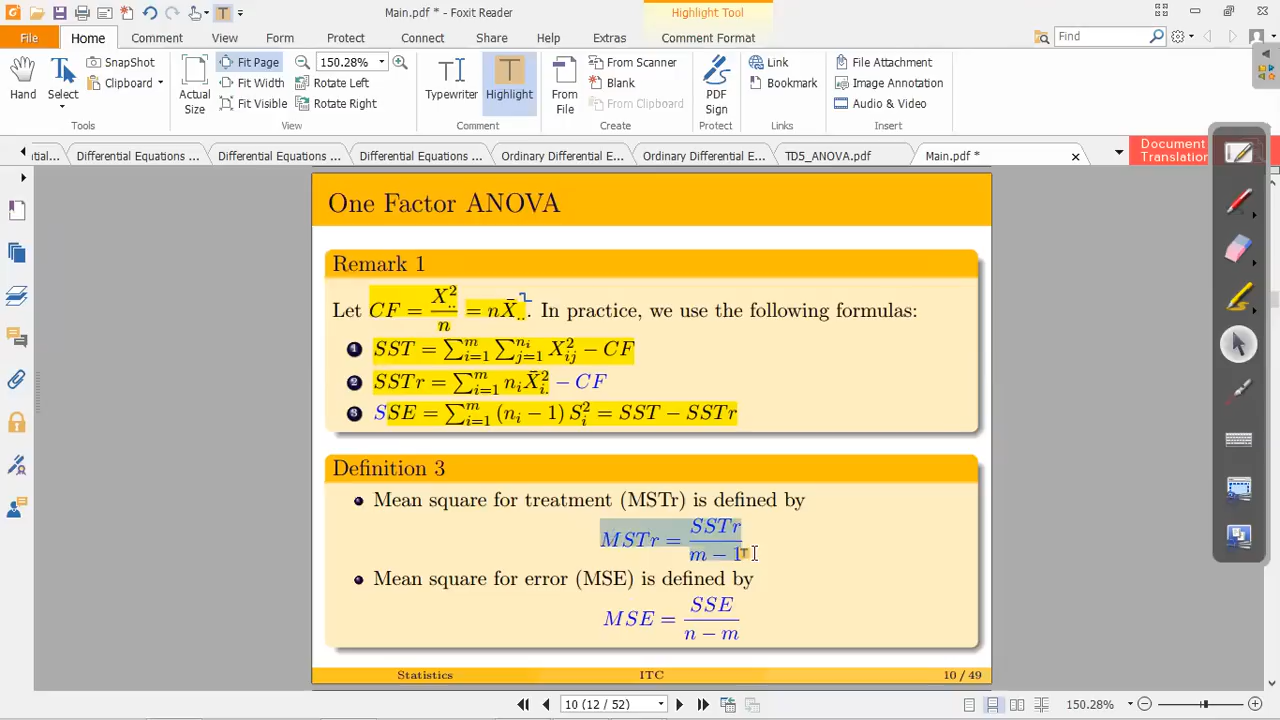 Main.pdf * - Foxit Reader
Highlight Tool
File Home Comment View Form Protect Connect Share Help Extras Comment Format Find
Hand Select SnapShot Clipboard Actual Size Fit Page Fit Width Fit Visible 150.28% Rotate Left Rotate Right Typewriter Highlight From File From Scanner Blank From Clipboard PDF Sign Link Bookmark File Attachment Image Annotation Audio & Video
Tools View Comment Create Protect Links Insert
ntial... Differential Equations ... Differential Equations ... Differential Equations ... Ordinary Differential E... Ordinary Differential E... TD5_ANOVA.pdf Main.pdf * Document Translation
One Factor ANOVA
Remark 1
Let CF = X².. / n = nX̄..². In practice, we use the following formulas:
1 SST = ∑ᵐᵢ₌₁ ∑ⁿⁱⱼ₌₁ X²ᵢⱼ − CF
2 SSTr = ∑ᵐᵢ₌₁ nᵢX̄²ᵢ. − CF
3 SSE = ∑ᵐᵢ₌₁ (nᵢ − 1) S²ᵢ = SST − SSTr
Definition 3
Mean square for treatment (MSTr) is defined by
MSTr = SSTr / m − 1
Mean square for error (MSE) is defined by
MSE = SSE / n − m
Statistics ITC 10 / 49
10 (12 / 52) 150.28%